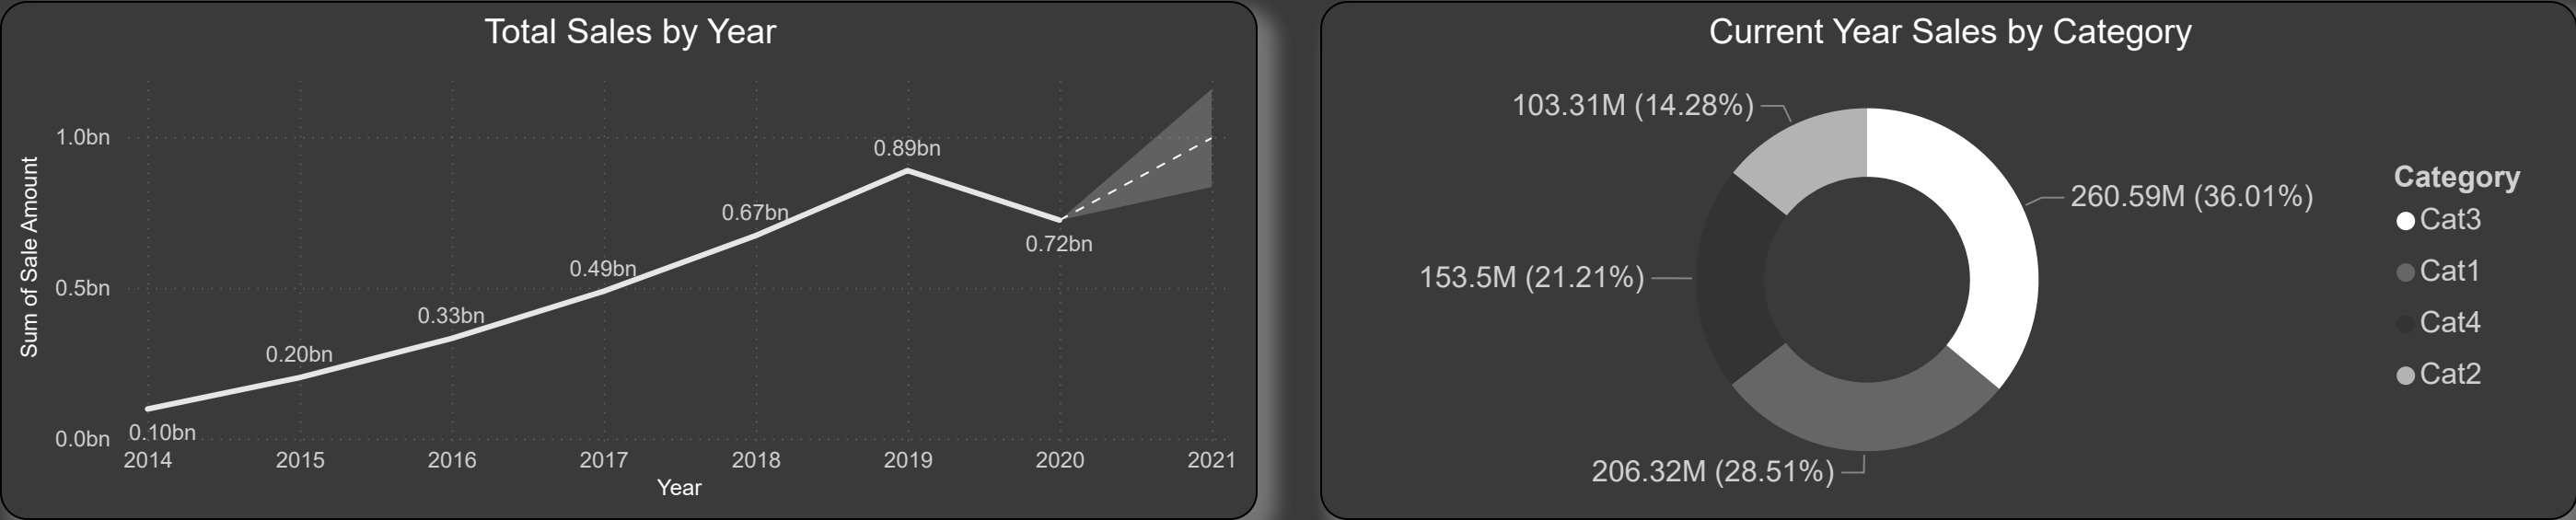 Total Sales by Year
Sum of Sale Amount
1.0bn
0.5bn
0.0bn
0.10bn
0.20bn
0.33bn
0.49bn
0.67bn
0.89bn
0.72bn
2014 2015 2016 2017 2018 2019 2020 2021
Year
Current Year Sales by Category
103.31M (14.28%)
260.59M (36.01%)
153.5M (21.21%)
206.32M (28.51%)
Category
Cat3
Cat1
Cat4
Cat2